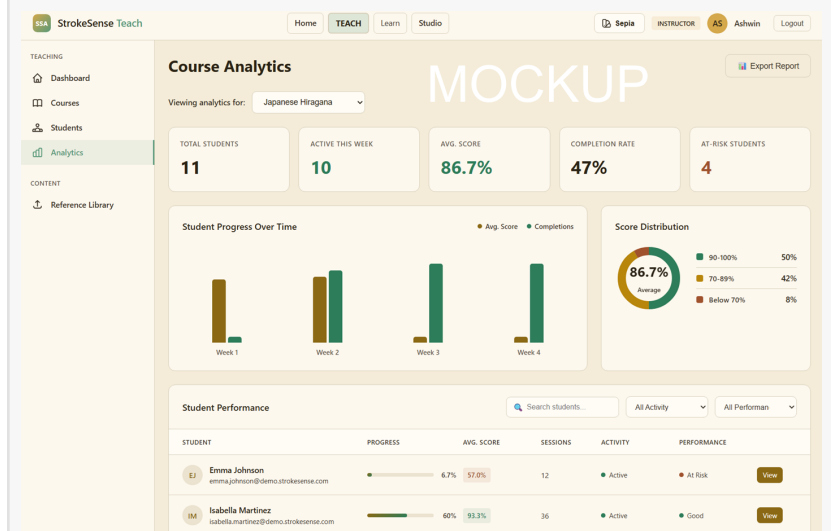 SSA StrokeSense Teach Home TEACH Learn Studio Sepia INSTRUCTOR AS Ashwin Logout
TEACHING
Dashboard
Courses
Students
Analytics
CONTENT
Reference Library
Course Analytics
MOCKUP
Export Report
Viewing analytics for: Japanese Hiragana
TOTAL STUDENTS
11
ACTIVE THIS WEEK
10
AVG. SCORE
86.7%
COMPLETION RATE
47%
AT-RISK STUDENTS
4
Student Progress Over Time
Avg. Score Completions
Week 1 Week 2 Week 3 Week 4
Score Distribution
86.7%
Average
90-100% 50%
70-89% 42%
Below 70% 8%
Student Performance Search students... All Activity All Performan
STUDENT PROGRESS AVG. SCORE SESSIONS ACTIVITY PERFORMANCE
EJ Emma Johnson 6.7% 57.0% 12 Active At Risk View
emma.johnson@demo.strokesense.com
IM Isabella Martinez 60% 93.3% 36 Active Good View
isabella.martinez@demo.strokesense.com